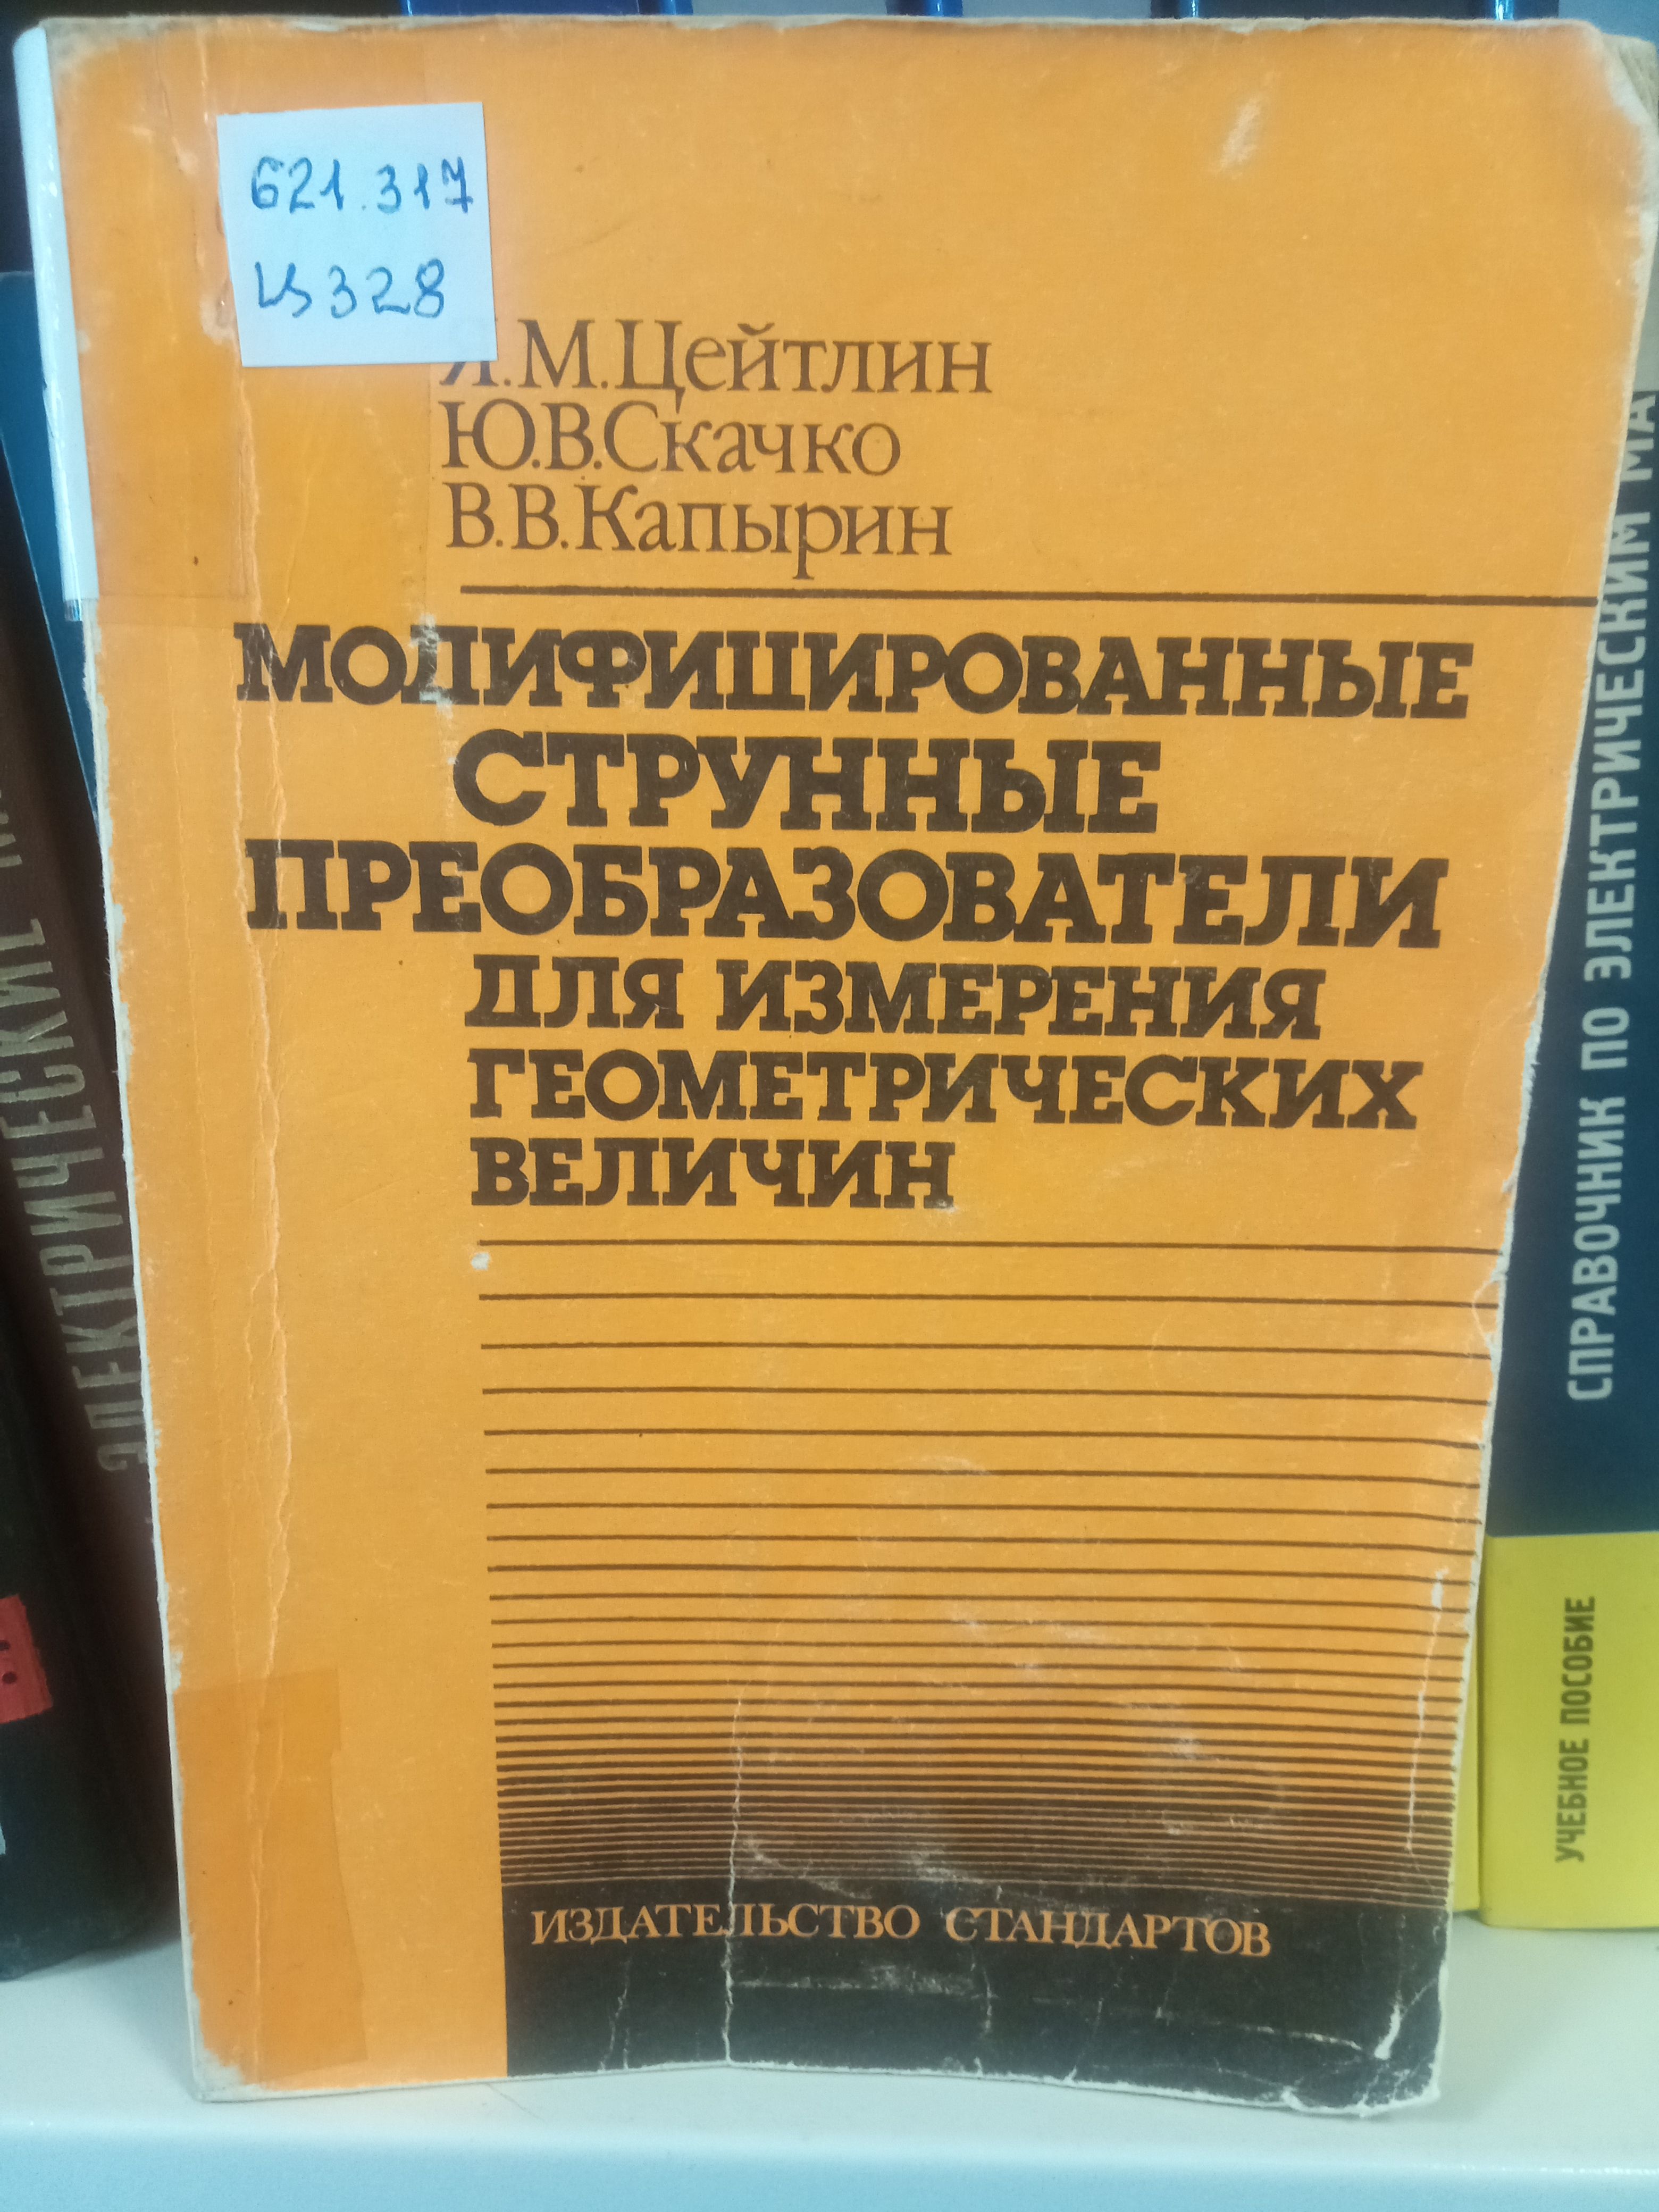 621.317
Ц328
Я.М.Цейтлин
Ю.В.Скачко
В.В.Капырин
МОДИФИЦИРОВАННЫЕ
СТРУННЫЕ
ПРЕОБРАЗОВАТЕЛИ
ДЛЯ ИЗМЕРЕНИЯ
ГЕОМЕТРИЧЕСКИХ
ВЕЛИЧИН
ИЗДАТЕЛЬСТВО СТАНДАРТОВ
ЭЛЕКТРИЧЕСКИЕ
СПРАВОЧНИК ПО ЭЛЕКТРИЧЕСКИМ МА
УЧЕБНОЕ ПОСОБИЕ